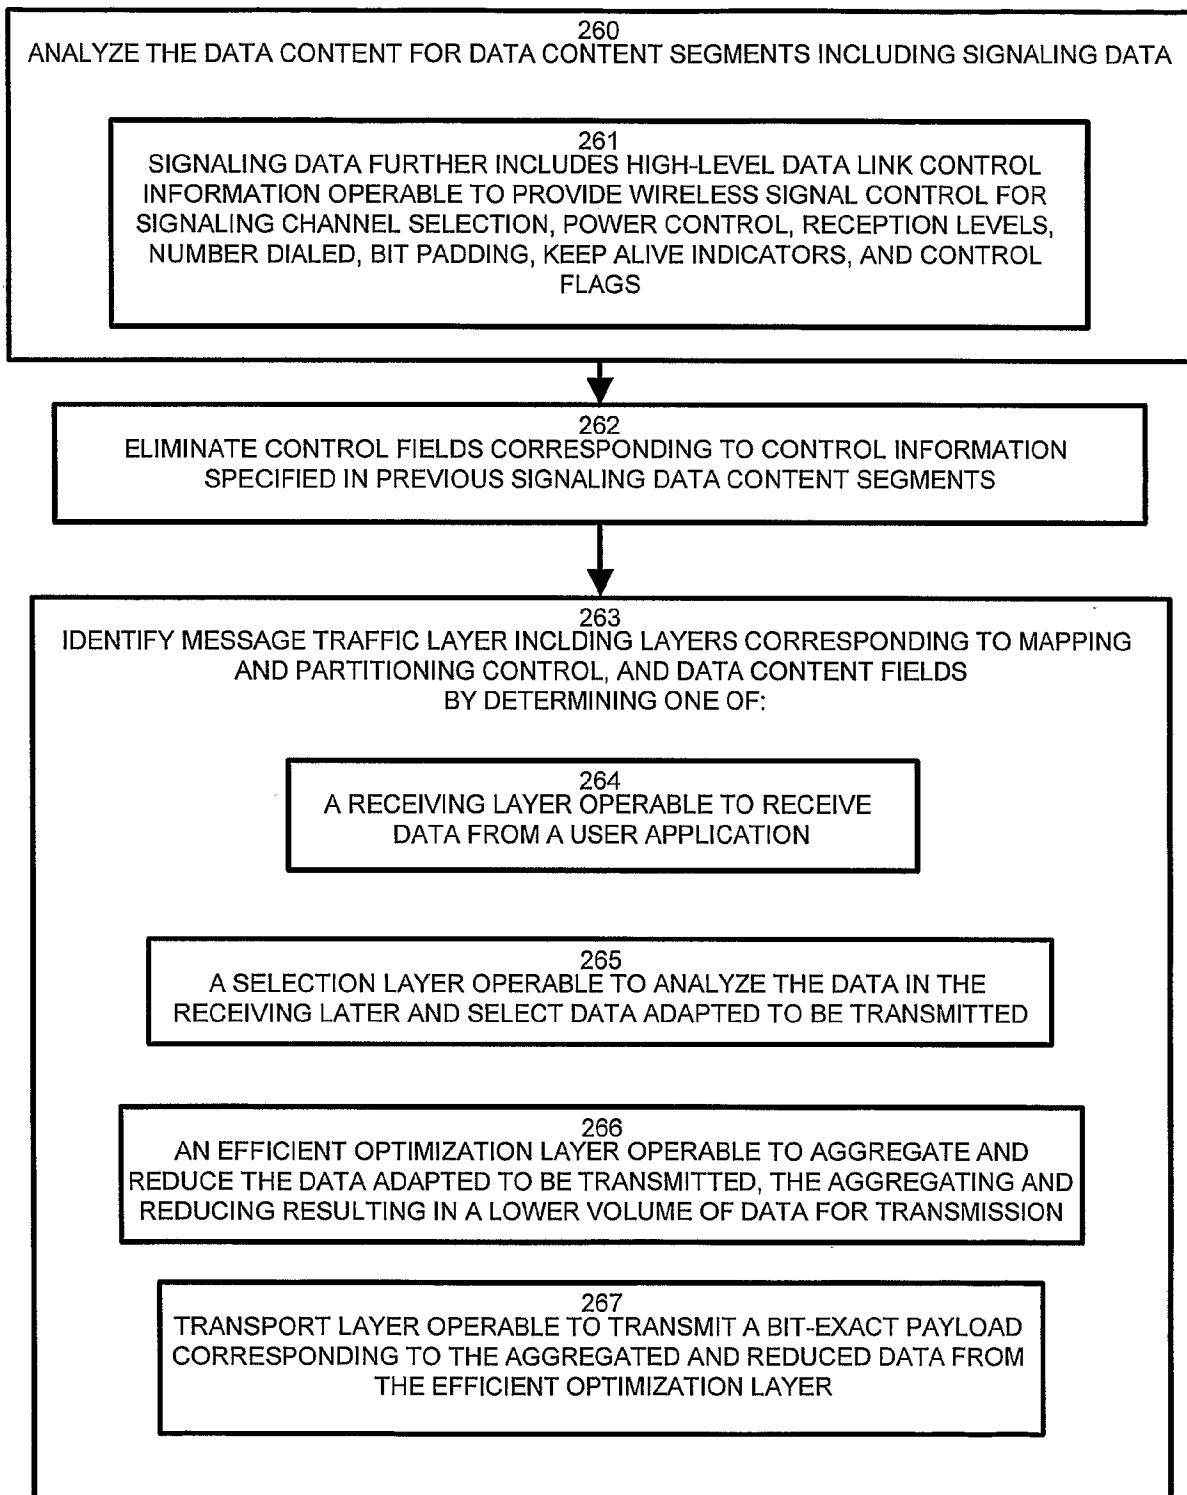 260
ANALYZE THE DATA CONTENT FOR DATA CONTENT SEGMENTS INCLUDING SIGNALING DATA
261
SIGNALING DATA FURTHER INCLUDES HIGH-LEVEL DATA LINK CONTROL
INFORMATION OPERABLE TO PROVIDE WIRELESS SIGNAL CONTROL FOR
SIGNALING CHANNEL SELECTION, POWER CONTROL, RECEPTION LEVELS,
NUMBER DIALED, BIT PADDING, KEEP ALIVE INDICATORS, AND CONTROL
FLAGS
262
ELIMINATE CONTROL FIELDS CORRESPONDING TO CONTROL INFORMATION
SPECIFIED IN PREVIOUS SIGNALING DATA CONTENT SEGMENTS
263
IDENTIFY MESSAGE TRAFFIC LAYER INCLDING LAYERS CORRESPONDING TO MAPPING
AND PARTITIONING CONTROL, AND DATA CONTENT FIELDS
BY DETERMINING ONE OF:
264
A RECEIVING LAYER OPERABLE TO RECEIVE
DATA FROM A USER APPLICATION
265
A SELECTION LAYER OPERABLE TO ANALYZE THE DATA IN THE
RECEIVING LATER AND SELECT DATA ADAPTED TO BE TRANSMITTED
266
AN EFFICIENT OPTIMIZATION LAYER OPERABLE TO AGGREGATE AND
REDUCE THE DATA ADAPTED TO BE TRANSMITTED, THE AGGREGATING AND
REDUCING RESULTING IN A LOWER VOLUME OF DATA FOR TRANSMISSION
267
TRANSPORT LAYER OPERABLE TO TRANSMIT A BIT-EXACT PAYLOAD
CORRESPONDING TO THE AGGREGATED AND REDUCED DATA FROM
THE EFFICIENT OPTIMIZATION LAYER